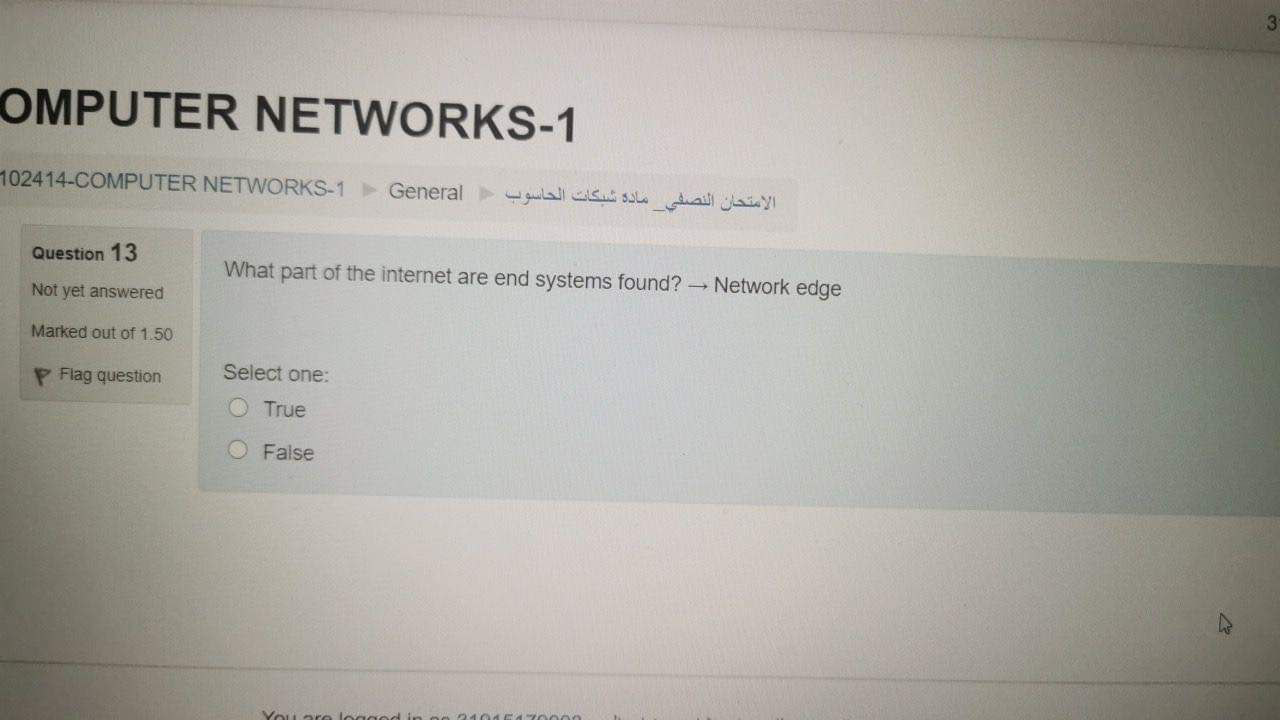 3
OMPUTER NETWORKS-1
102414-COMPUTER NETWORKS-1 ► General ► الامتحان النصفي_ مادة شبكات الحاسوب
Question 13
Not yet answered
Marked out of 1.50
Flag question
What part of the internet are end systems found? → Network edge
Select one:
True
False
You are logged in as